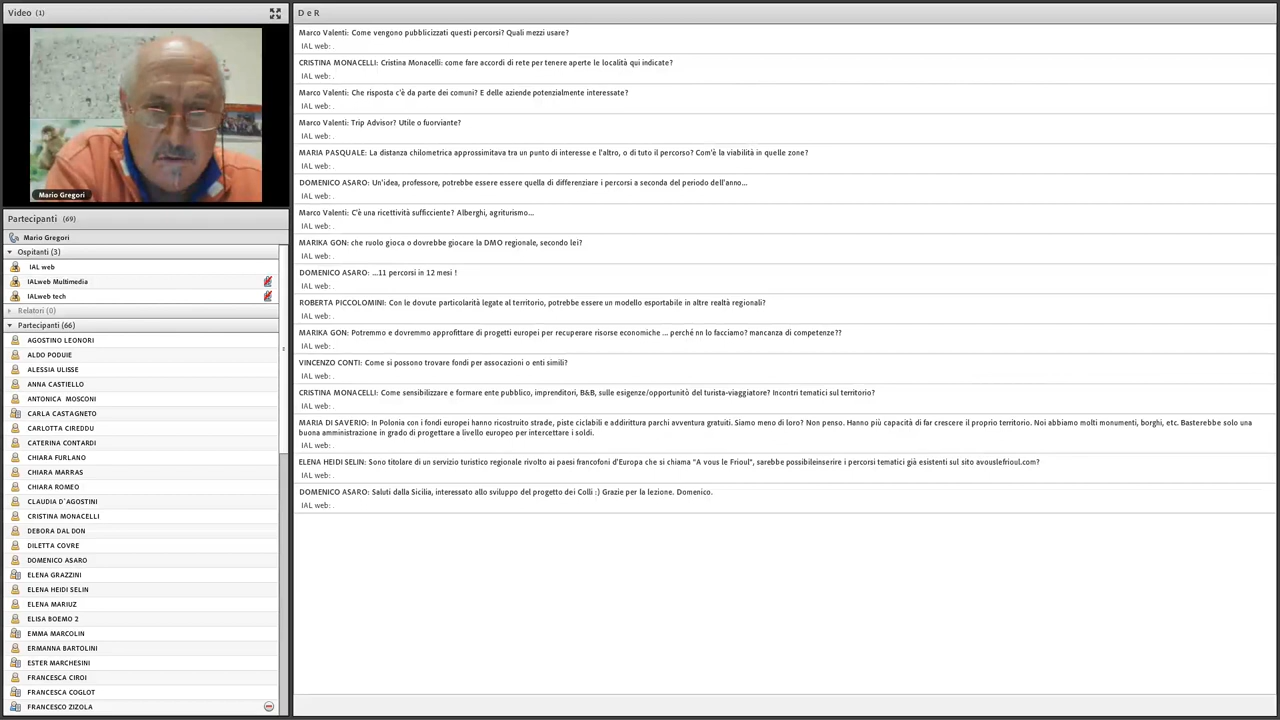 Video (1)
Mario Gregori
Partecipanti (69)
Mario Gregori
Ospitanti (3)
IAL web
IALweb Multimedia
IALweb tech
Relatori (0)
Partecipanti (66)
AGOSTINO LEONORI
ALDO PODUIE
ALESSIA ULISSE
ANNA CASTIELLO
ANTONICA MOSCONI
CARLA CASTAGNETO
CARLOTTA CIREDDU
CATERINA CONTARDI
CHIARA FURLANO
CHIARA MARRAS
CHIARA ROMEO
CLAUDIA D`AGOSTINI
CRISTINA MONACELLI
DEBORA DAL DON
DILETTA COVRE
DOMENICO ASARO
ELENA GRAZZINI
ELENA HEIDI SELIN
ELENA MARIUZ
ELISA BOEMO 2
EMMA MARCOLIN
ERMANNA BARTOLINI
ESTER MARCHESINI
FRANCESCA CIROI
FRANCESCA COGLOT
FRANCESCO ZIZOLA
D e R
Marco Valenti: Come vengono pubblicizzati questi percorsi? Quali mezzi usare?
IAL web: .
CRISTINA MONACELLI: Cristina Monacelli: come fare accordi di rete per tenere aperte le località qui indicate?
IAL web: .
Marco Valenti: Che risposta c'è da parte dei comuni? E delle aziende potenzialmente interessate?
IAL web: .
Marco Valenti: Trip Advisor? Utile o fuorviante?
IAL web: .
MARIA PASQUALE: La distanza chilometrica approssimitava tra un punto di interesse e l'altro, o di tuto il percorso? Com'è la viabilità in quelle zone?
IAL web: .
DOMENICO ASARO: Un'idea, professore, potrebbe essere essere quella di differenziare i percorsi a seconda del periodo dell'anno...
IAL web: .
Marco Valenti: C'è una ricettività sufficciente? Alberghi, agriturismo...
IAL web: .
MARIKA GON: che ruolo gioca o dovrebbe giocare la DMO regionale, secondo lei?
IAL web: .
DOMENICO ASARO: ...11 percorsi in 12 mesi !
IAL web: .
ROBERTA PICCOLOMINI: Con le dovute particolarità legate al territorio, potrebbe essere un modello esportabile in altre realtà regionali?
IAL web: .
MARIKA GON: Potremmo e dovremmo approfittare di progetti europei per recuperare risorse economiche ... perché nn lo facciamo? mancanza di competenze??
IAL web: .
VINCENZO CONTI: Come si possono trovare fondi per assocazioni o enti simili?
IAL web: .
CRISTINA MONACELLI: Come sensibilizzare e formare ente pubblico, imprenditori, B&B, sulle esigenze/opportunitò del turista-viaggiatore? Incontri tematici sul territorio?
IAL web: .
MARIA DI SAVERIO: In Polonia con i fondi europei hanno ricostruito strade, piste ciclabili e addirittura parchi avventura gratuiti. Siamo meno di loro? Non penso. Hanno più capacità di far crescere il proprio territorio. Noi abbiamo molti monumenti, borghi, etc. Basterebbe solo una
buona amministrazione in grado di progettare a livello europeo per intercettare i soldi.
IAL web: .
ELENA HEIDI SELIN: Sono titolare di un servizio turistico regionale rivolto ai paesi francofoni d'Europa che si chiama "A vous le Frioul", sarebbe possibileinserire i percorsi tematici già esistenti sul sito avouslefrioul.com?
IAL web: .
DOMENICO ASARO: Saluti dalla Sicilia, interessato allo sviluppo del progetto dei Colli :) Grazie per la lezione. Domenico.
IAL web: .